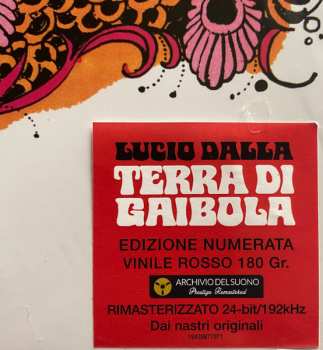 LUCIO DALLA
TERRA DI
GAIBOLA
EDIZIONE NUMERATA
VINILE ROSSO 180 Gr.
ARCHIVIO DEL SUONO
Prestige Remastered
RIMASTERIZZATO 24-bit/192kHz
Dai nastri originali